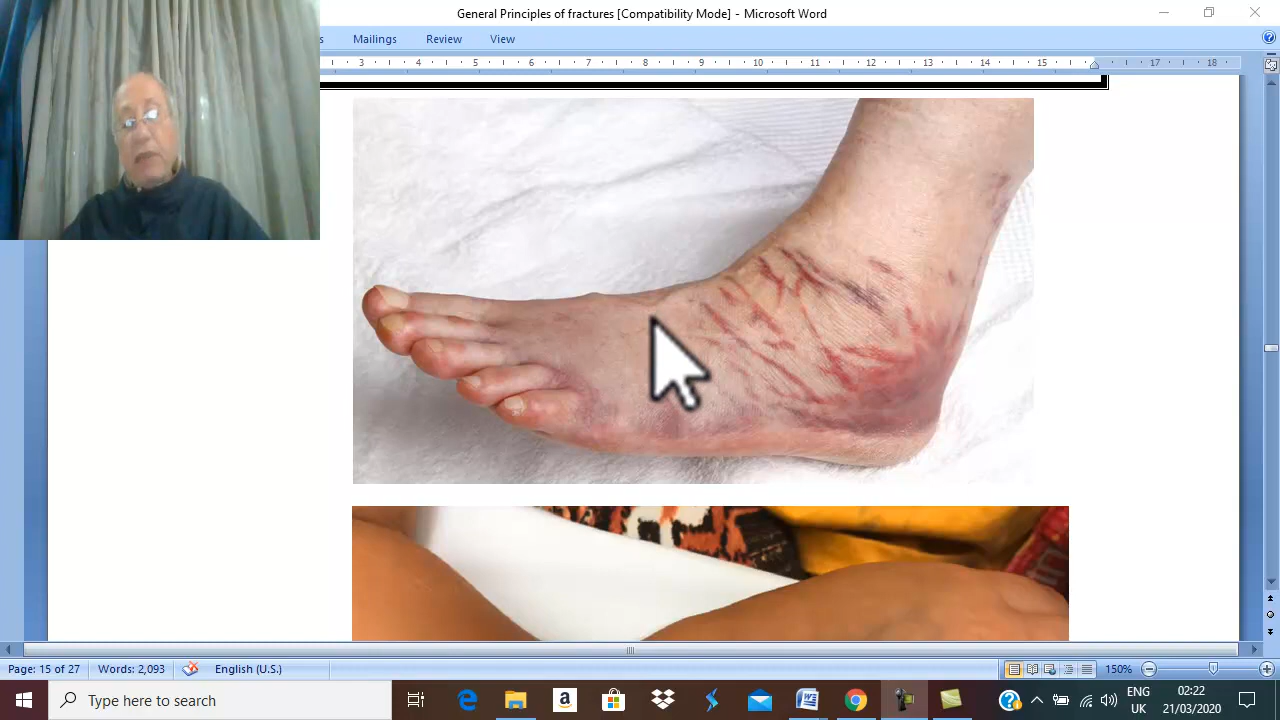 General Principles of fractures [Compatibility Mode] - Microsoft Word
s Mailings Review View
3 4 5 6 7 8 9 10 11 12 13 14 15 17 18
Page: 15 of 27 Words: 2,093 English (U.S.) 150%
Type here to search
ENG 02:22
UK 21/03/2020